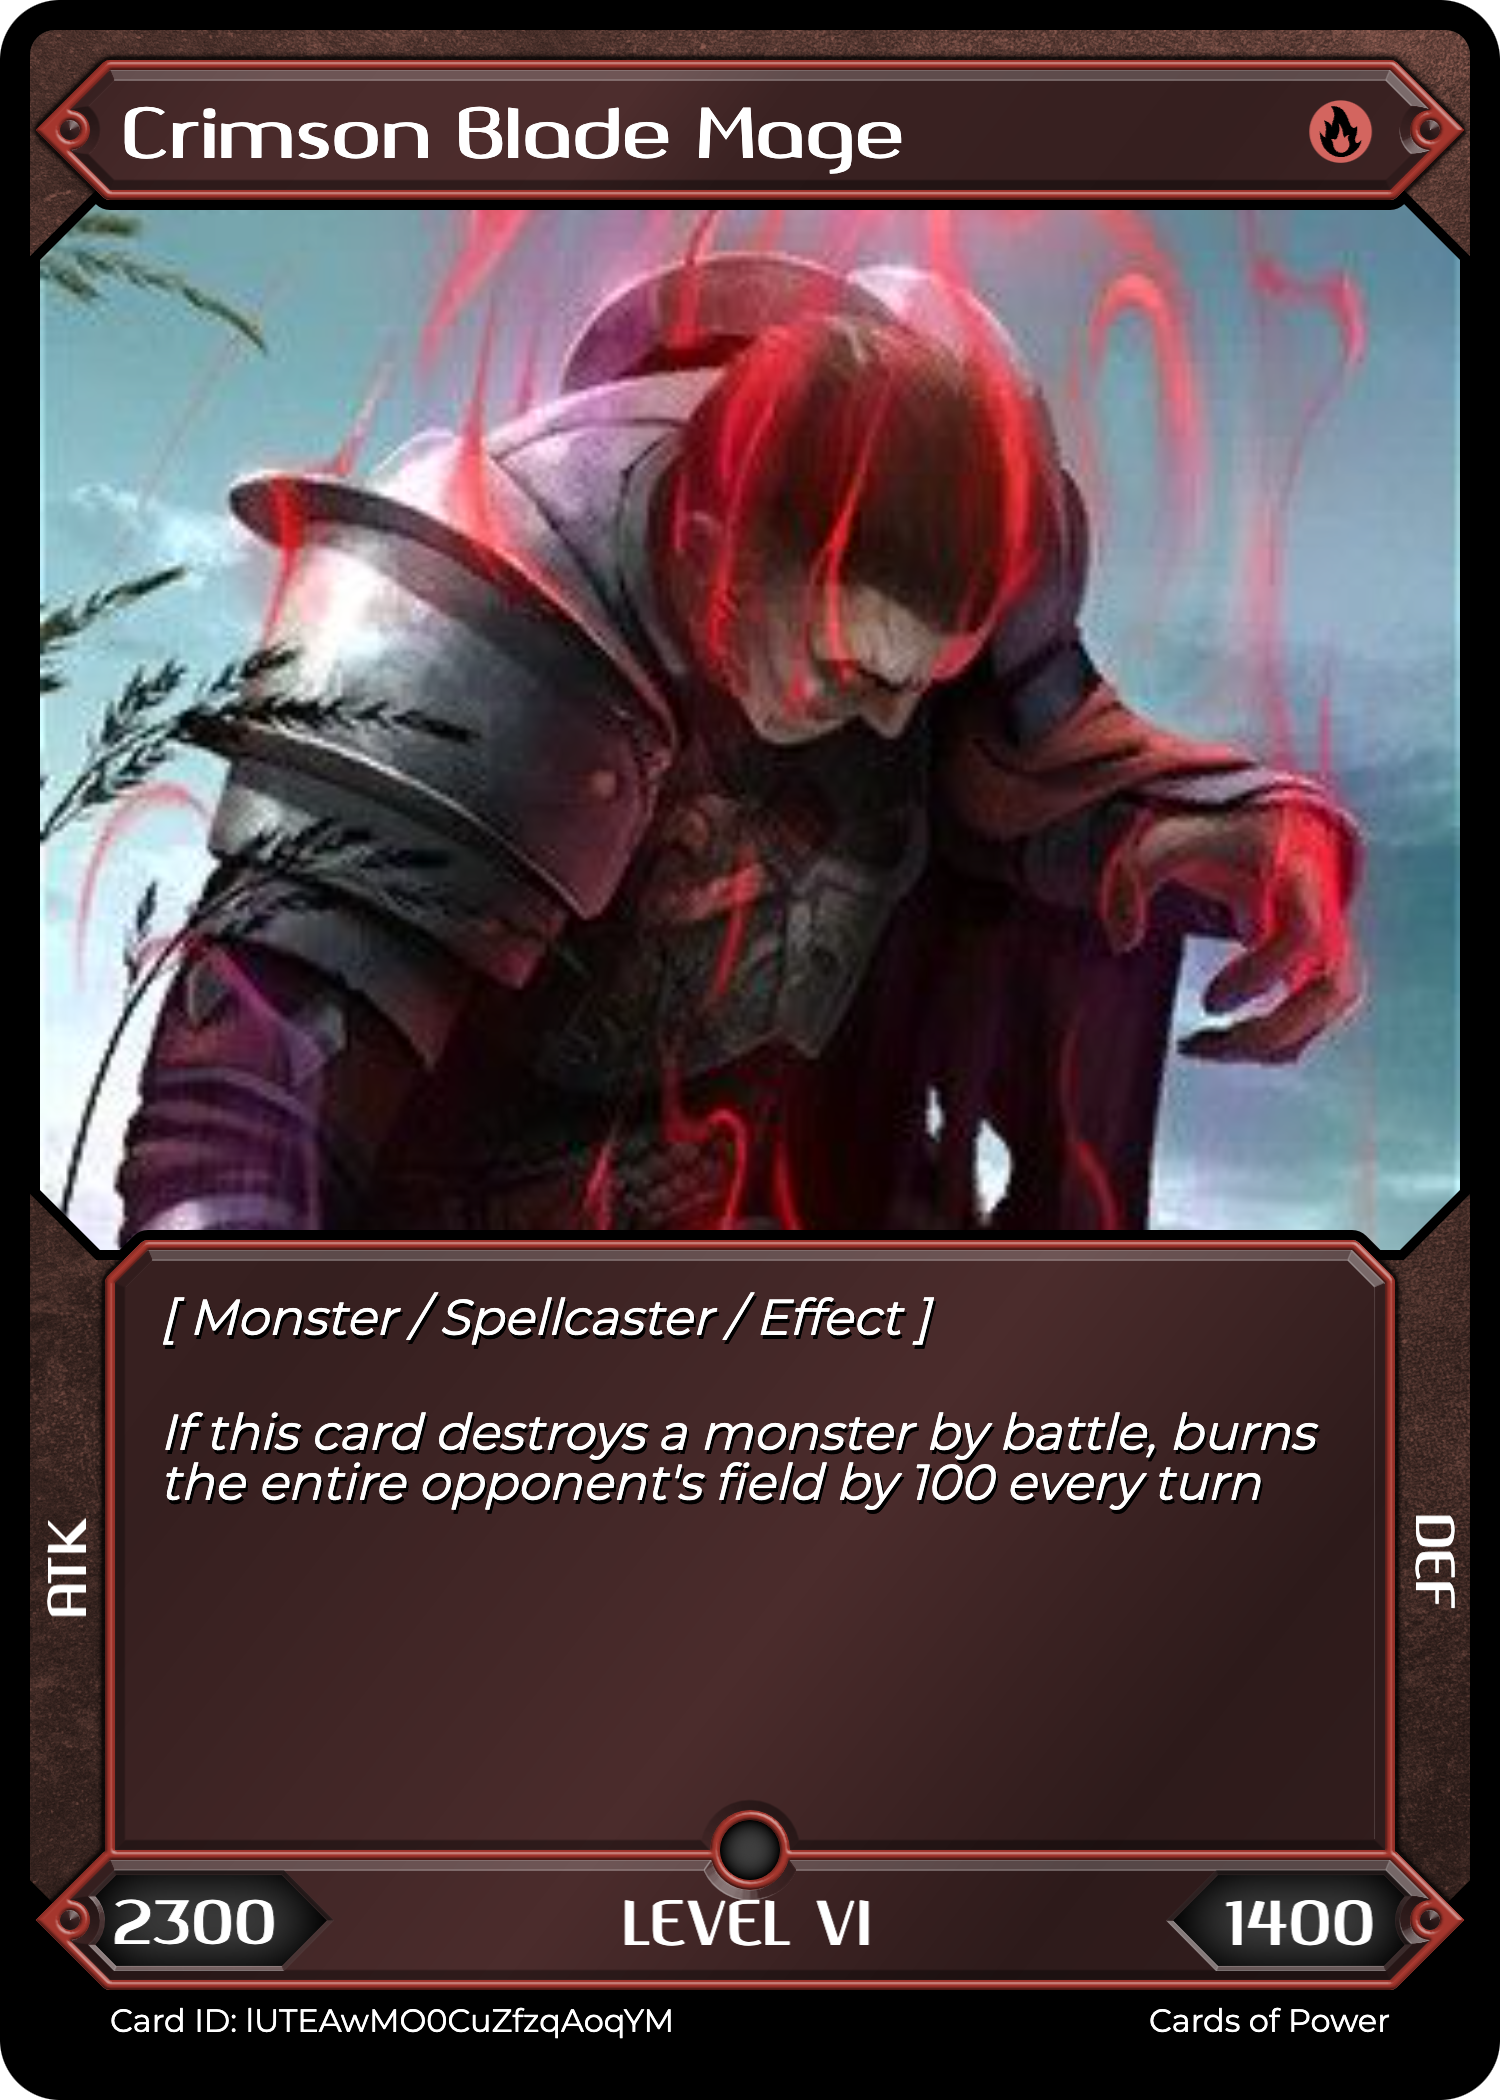 Crimson Blade Mage
[ Monster / Spellcaster / Effect ]
If this card destroys a monster by battle, burns
the entire opponent's field by 100 every turn
ATK
DEF
2300
LEVEL VI
1400
Card ID: lUTEAwMO0CuZfzqAoqYM
Cards of Power